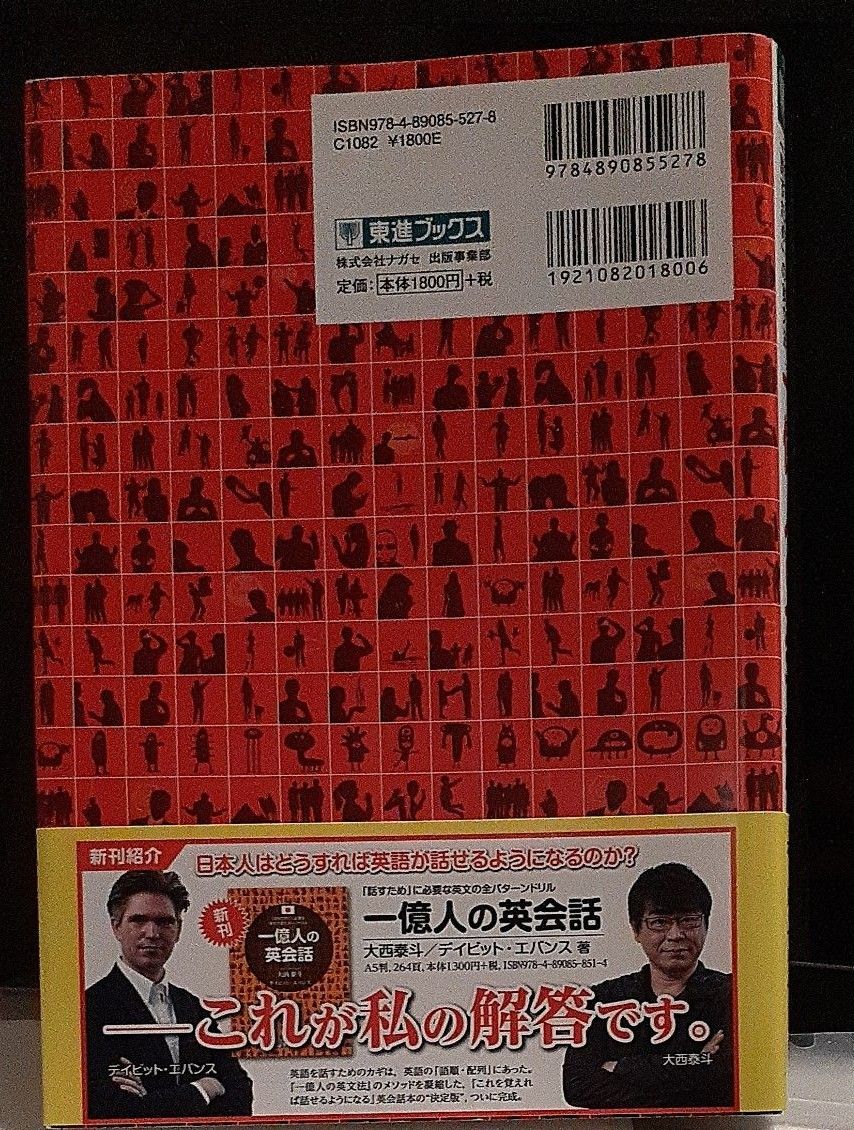 ISBN978-4-89085-527-8
C1082 ¥1800E
9784890855278
東進ブックス
株式会社ナガセ 出版事業部
定価:本体1800円+税
1921082018006
新刊紹介
日本人はどうすれば英語が話せるようになるのか?
「話すため」に必要な英文の全パターンドリル
一億人の英会話
大西泰斗/デイビット・エバンス 著
A5判, 264頁, 本体1300円+税, ISBN978-4-89085-851-4
新刊
一億人の
英会話
大西泰斗
デイビット・エバンス
──これが私の解答です。
デイビット・エバンス
大西泰斗
英語を話すためのカギは、英語の「語順・配列」にあった。
『一億人の英文法』のメソッドを凝縮した、「これを覚えれ
ば話せるようになる」英会話本の“決定版”、ついに完成。